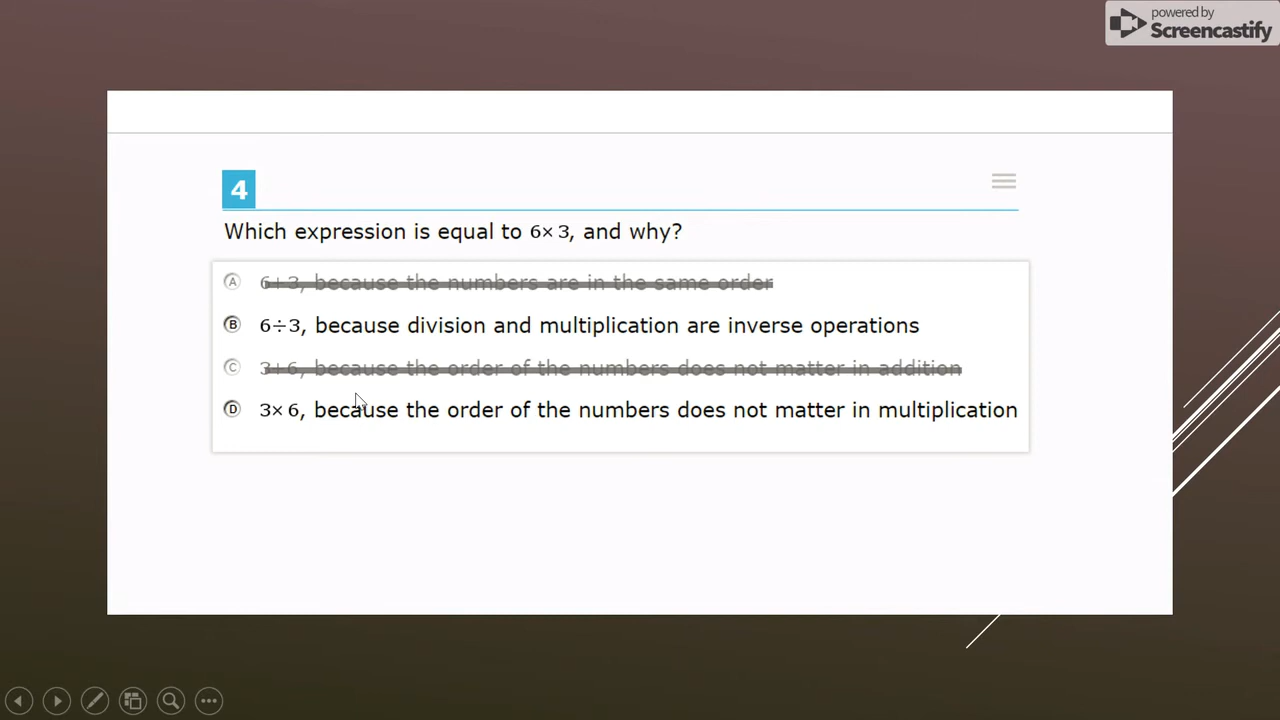 powered by
Screencastify
4
Which expression is equal to 6×3, and why?
A 6+3, because the numbers are in the same order
B 6÷3, because division and multiplication are inverse operations
C 3+6, because the order of the numbers does not matter in addition
D 3×6, because the order of the numbers does not matter in multiplication